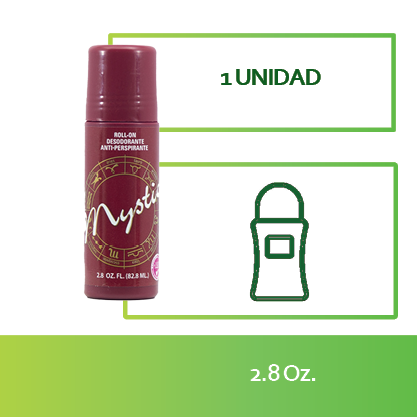 1 UNIDAD
ROLL-ON
DESODORANTE
ANTI-PERSPIRANTE
Mystic
2.8 OZ. FL. (82.8 ML.)
2.8 Oz.